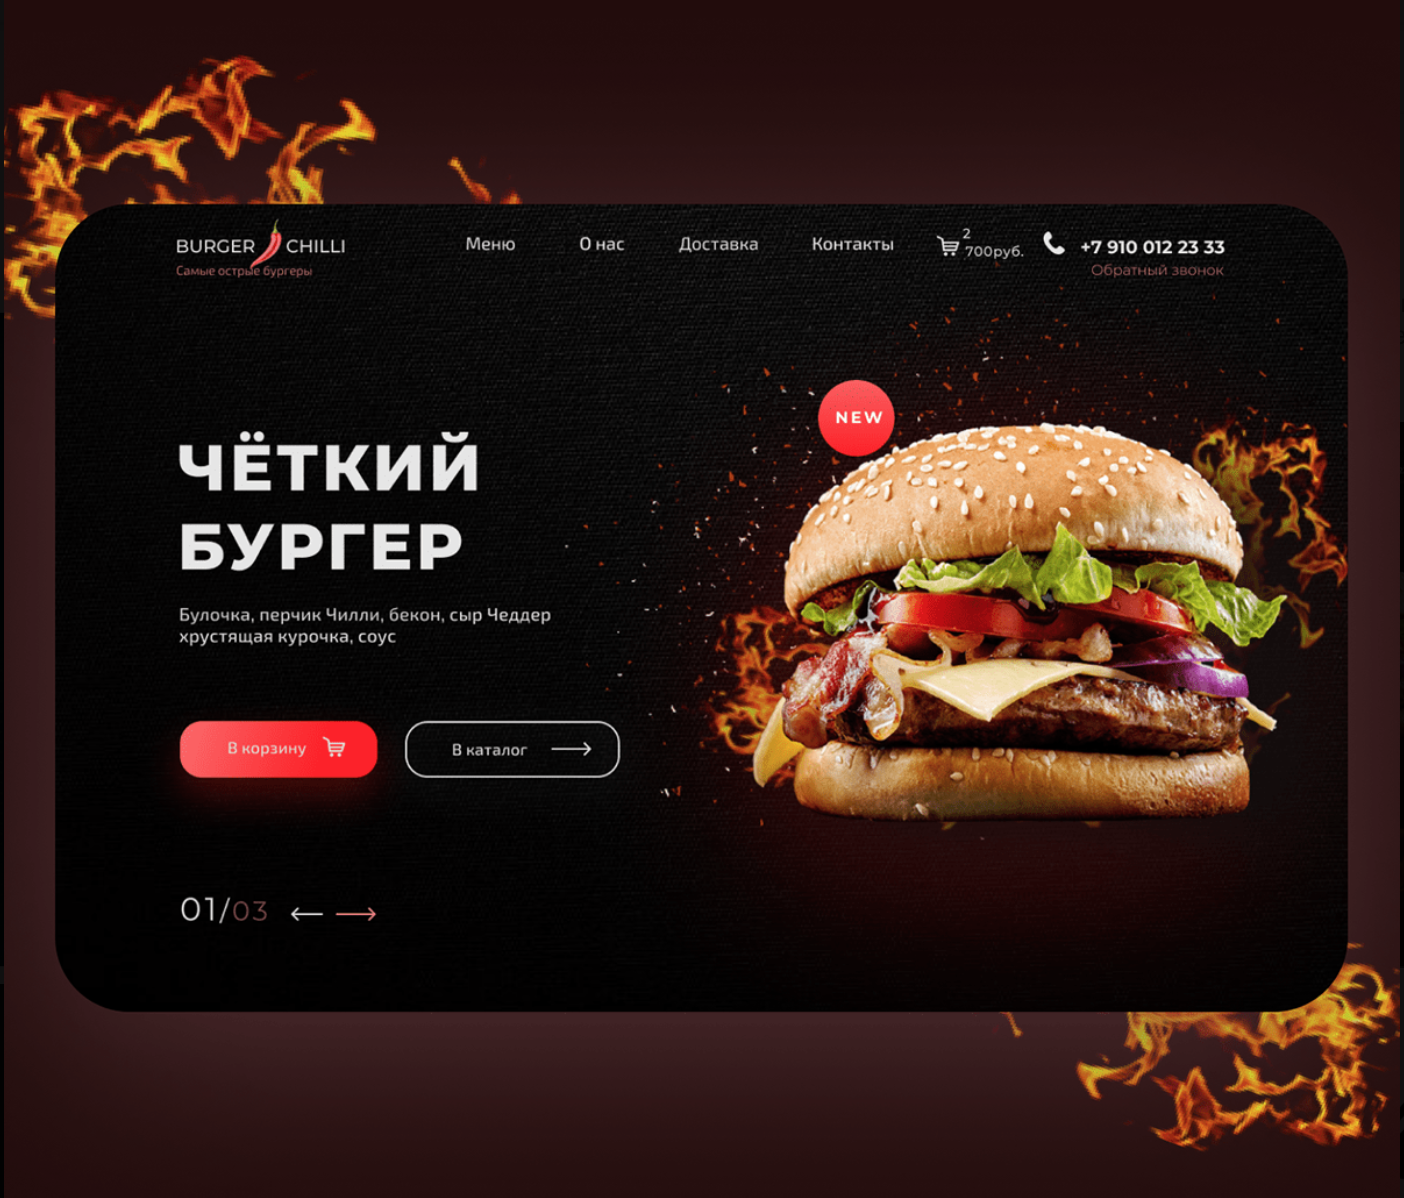 BURGER CHILLI
Самые острые бургеры
Меню
О нас
Доставка
Контакты
2
700руб.
+7 910 012 23 33
Обратный звонок
NEW
ЧЁТКИЙ
БУРГЕР
Булочка, перчик Чилли, бекон, сыр Чеддер
хрустящая курочка, соус
В корзину
В каталог
01/03